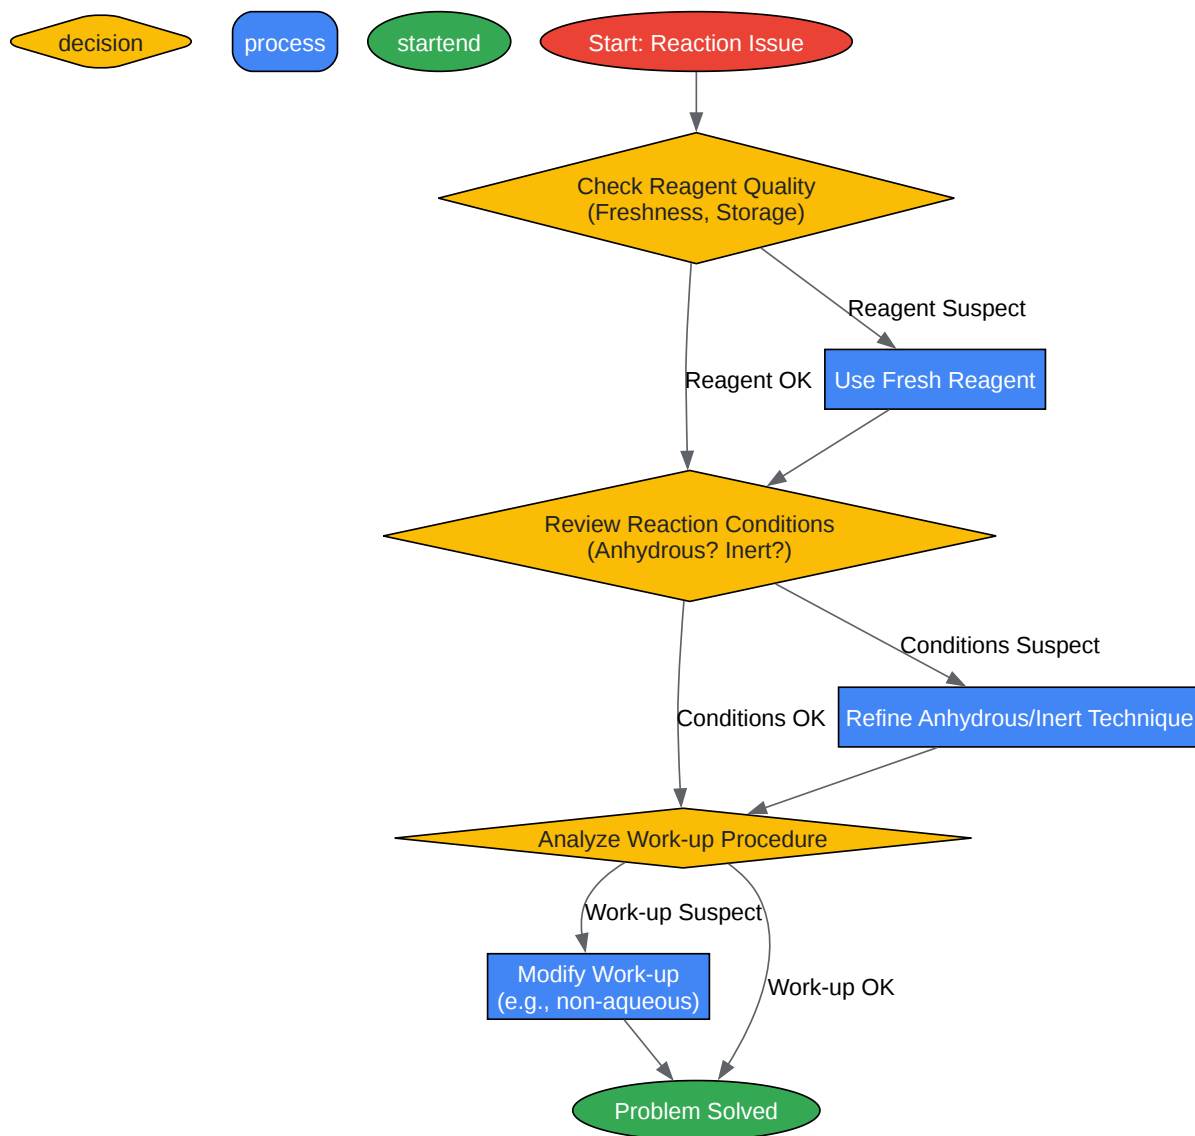 decision
process
startend
Start: Reaction Issue
Check Reagent Quality
(Freshness, Storage)
Reagent Suspect
Reagent OK
Use Fresh Reagent
Review Reaction Conditions
(Anhydrous? Inert?)
Conditions Suspect
Conditions OK
Refine Anhydrous/Inert Technique
Analyze Work-up Procedure
Work-up Suspect
Modify Work-up
(e.g., non-aqueous)
Work-up OK
Problem Solved